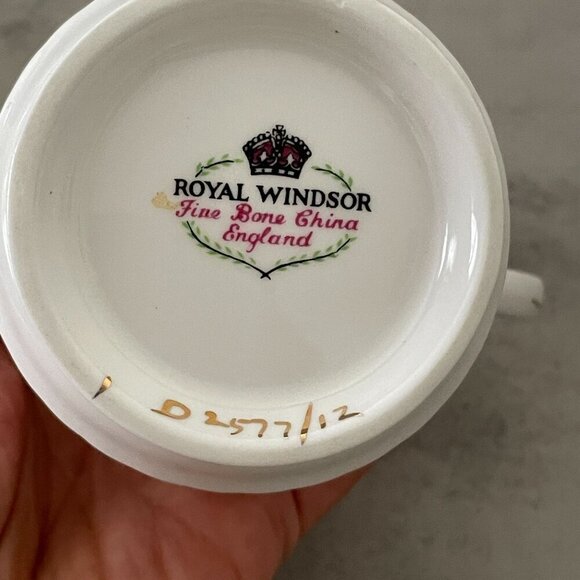 ROYAL WINDSOR
Fine Bone China
England
D2577/12